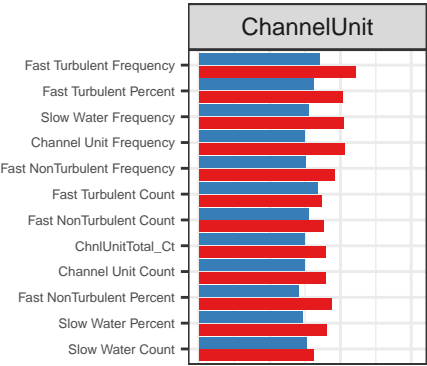 ChannelUnit
Fast Turbulent Frequency
Fast Turbulent Percent
Slow Water Frequency
Channel Unit Frequency
Fast NonTurbulent Frequency
Fast Turbulent Count
Fast NonTurbulent Count
ChnlUnitTotal_Ct
Channel Unit Count
Fast NonTurbulent Percent
Slow Water Percent
Slow Water Count